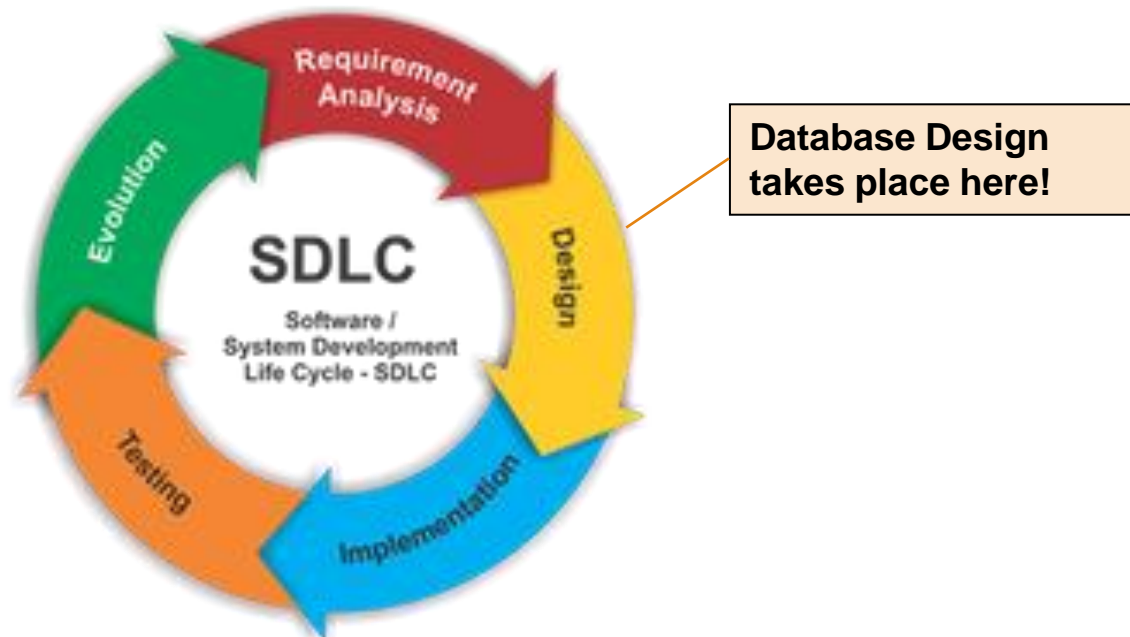 Requirement
Analysis
Database Design
takes place here!
Evolution
Design
SDLC
Software /
System Development
Life Cycle - SDLC
Testing
Implementation